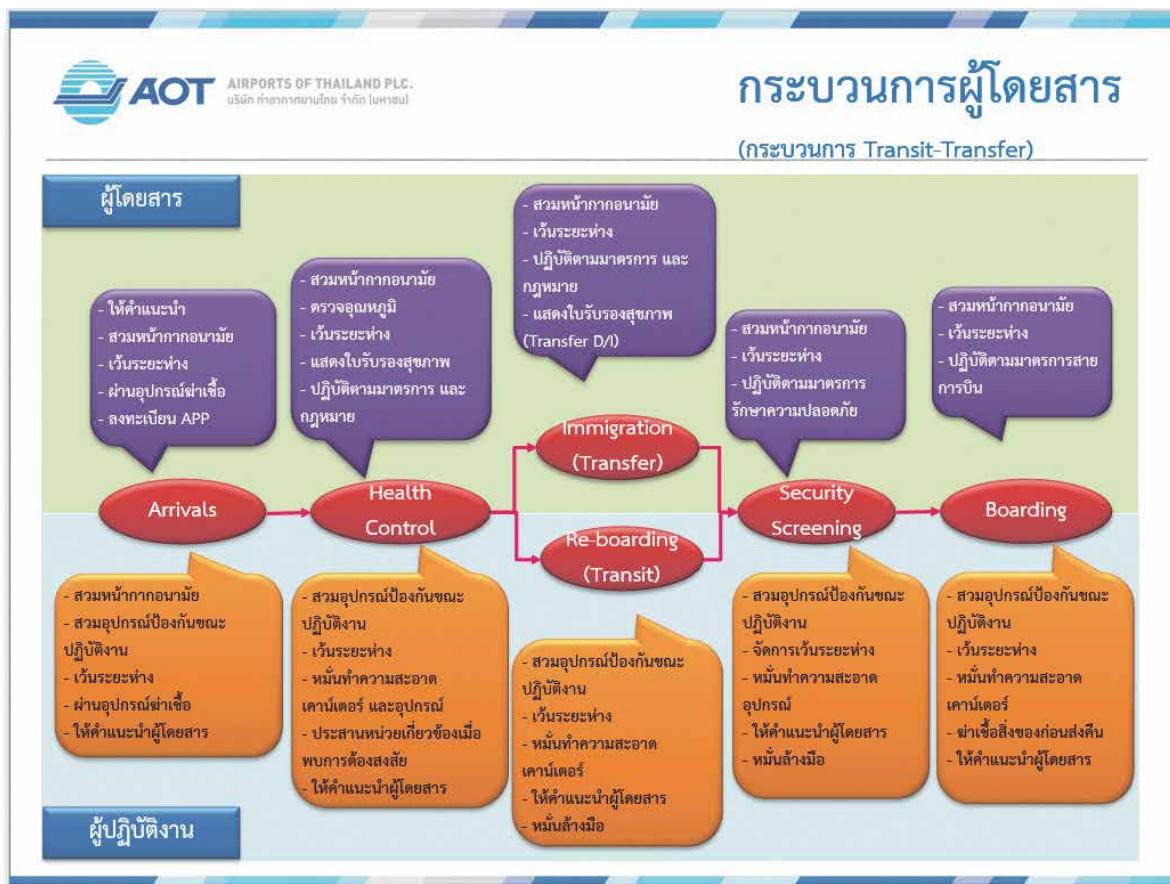 AOT
AIRPORTS OF THAILAND PLC.
บริษัท ท่าอากาศยานไทย จำกัด (มหาชน)
กระบวนการผู้โดยสาร
(กระบวนการ Transit-Transfer)
ผู้โดยสาร
- ให้คำแนะนำ
- สวมหน้ากากอนามัย
- เว้นระยะห่าง
- ผ่านอุปกรณ์ฆ่าเชื้อ
- ลงทะเบียน APP
- สวมหน้ากากอนามัย
- ตรวจอุณหภูมิ
- เว้นระยะห่าง
- แสดงใบรับรองสุขภาพ
- ปฏิบัติตามมาตรการ และ
กฎหมาย
- สวมหน้ากากอนามัย
- เว้นระยะห่าง
- ปฏิบัติตามมาตรการ และ
กฎหมาย
- แสดงใบรับรองสุขภาพ
(Transfer D/I)
- สวมหน้ากากอนามัย
- เว้นระยะห่าง
- ปฏิบัติตามมาตรการ
รักษาความปลอดภัย
- สวมหน้ากากอนามัย
- เว้นระยะห่าง
- ปฏิบัติตามมาตรการสาย
การบิน
Arrivals
Health
Control
Immigration
(Transfer)
Re-boarding
(Transit)
Security
Screening
Boarding
- สวมหน้ากากอนามัย
- สวมอุปกรณ์ป้องกันขณะ
ปฏิบัติงาน
- เว้นระยะห่าง
- ผ่านอุปกรณ์ฆ่าเชื้อ
- ให้คำแนะนำผู้โดยสาร
- สวมอุปกรณ์ป้องกันขณะ
ปฏิบัติงาน
- เว้นระยะห่าง
- หมั่นทำความสะอาด
เคาน์เตอร์ และอุปกรณ์
- ประสานหน่วยเกี่ยวข้องเมื่อ
พบการต้องสงสัย
- ให้คำแนะนำผู้โดยสาร
- สวมอุปกรณ์ป้องกันขณะ
ปฏิบัติงาน
- เว้นระยะห่าง
- หมั่นทำความสะอาด
เคาน์เตอร์
- ให้คำแนะนำผู้โดยสาร
- หมั่นล้างมือ
- สวมอุปกรณ์ป้องกันขณะ
ปฏิบัติงาน
- จัดการเว้นระยะห่าง
- หมั่นทำความสะอาด
อุปกรณ์
- ให้คำแนะนำผู้โดยสาร
- หมั่นล้างมือ
- สวมอุปกรณ์ป้องกันขณะ
ปฏิบัติงาน
- เว้นระยะห่าง
- หมั่นทำความสะอาด
เคาน์เตอร์
- ฆ่าเชื้อสิ่งของก่อนส่งคืน
- ให้คำแนะนำผู้โดยสาร
ผู้ปฏิบัติงาน